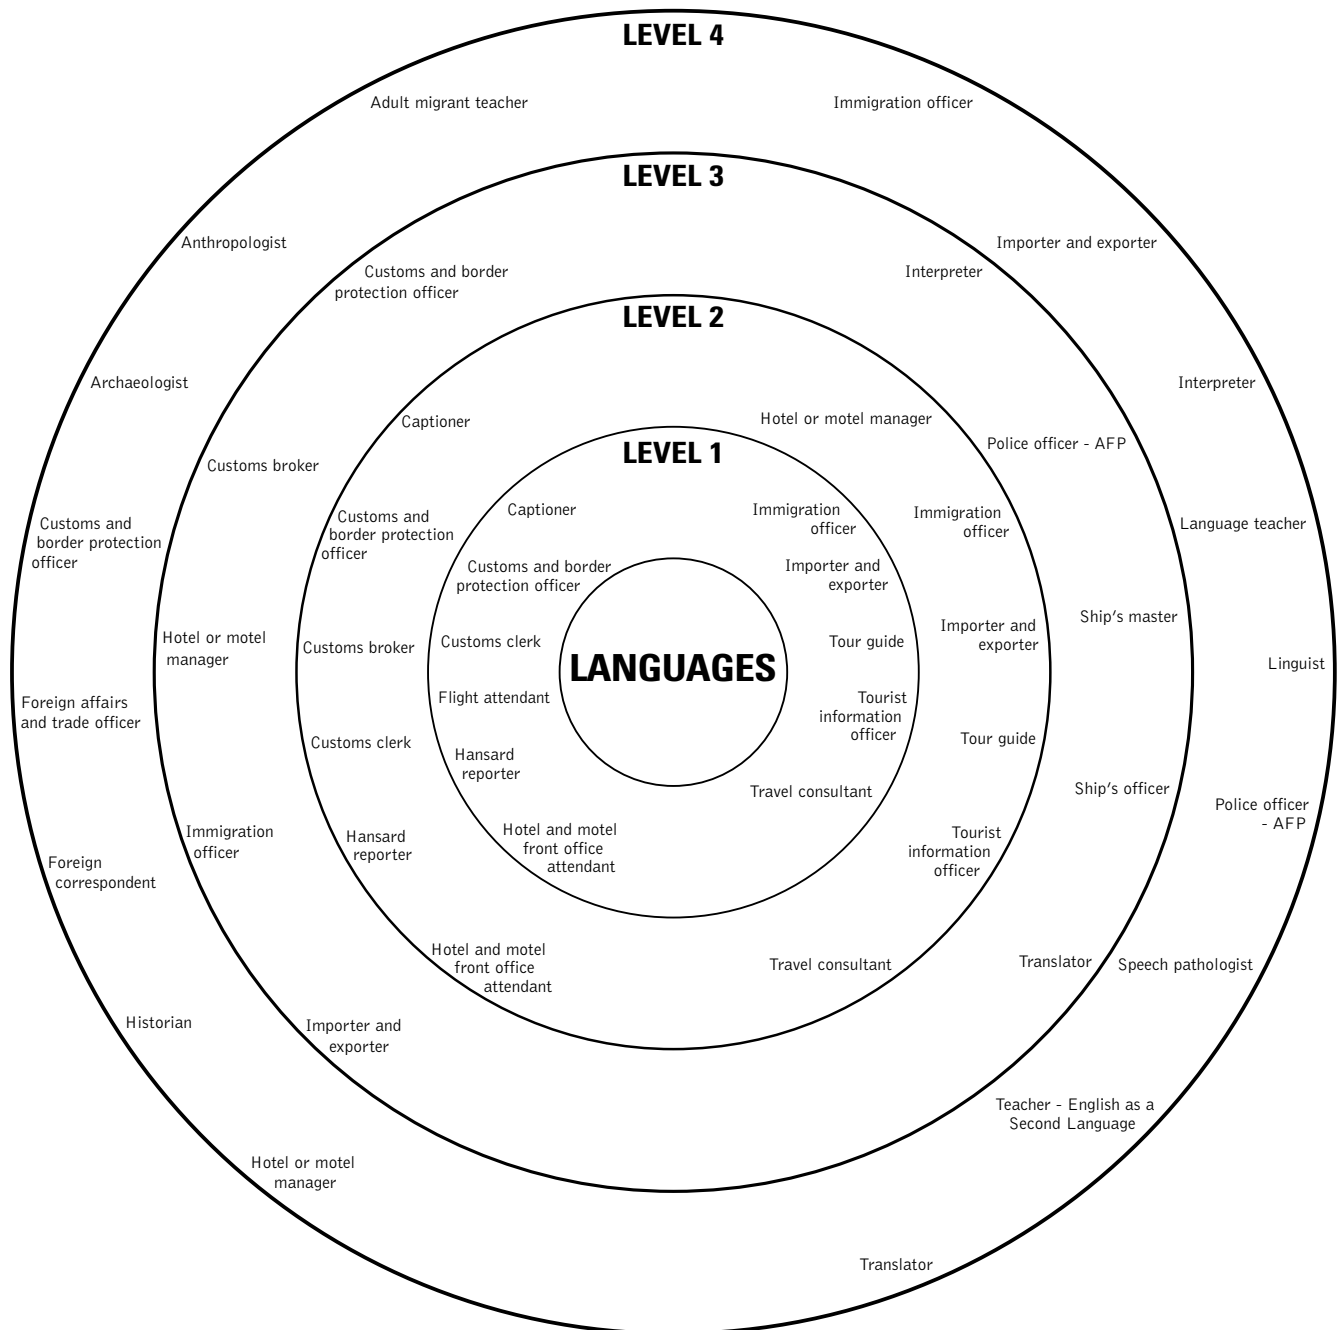 LEVEL 4
Adult migrant teacher
Immigration officer
Anthropologist
Importer and exporter
Archaeologist
Interpreter
Customs and
border protection
officer
Language teacher
Foreign affairs
and trade officer
Linguist
Foreign
correspondent
Police officer
- AFP
Historian
Speech pathologist
Hotel or motel
manager
Teacher - English as a
Second Language
Translator
LEVEL 3
Customs and border
protection officer
Interpreter
Customs broker
Police officer - AFP
Hotel or motel
manager
Ship's master
Immigration
officer
Ship's officer
Importer and
exporter
Translator
LEVEL 2
Captioner
Hotel or motel manager
Customs and
border protection
officer
Immigration
officer
Customs broker
Importer and
exporter
Customs clerk
Tour guide
Hansard
reporter
Tourist
information
officer
Hotel and motel
front office
attendant
Travel consultant
LEVEL 1
Captioner
Immigration
officer
Customs and border
protection officer
Importer and
exporter
Customs clerk
Tour guide
Flight attendant
Tourist
information
officer
Hansard
reporter
Travel consultant
Hotel and motel
front office
attendant
LANGUAGES